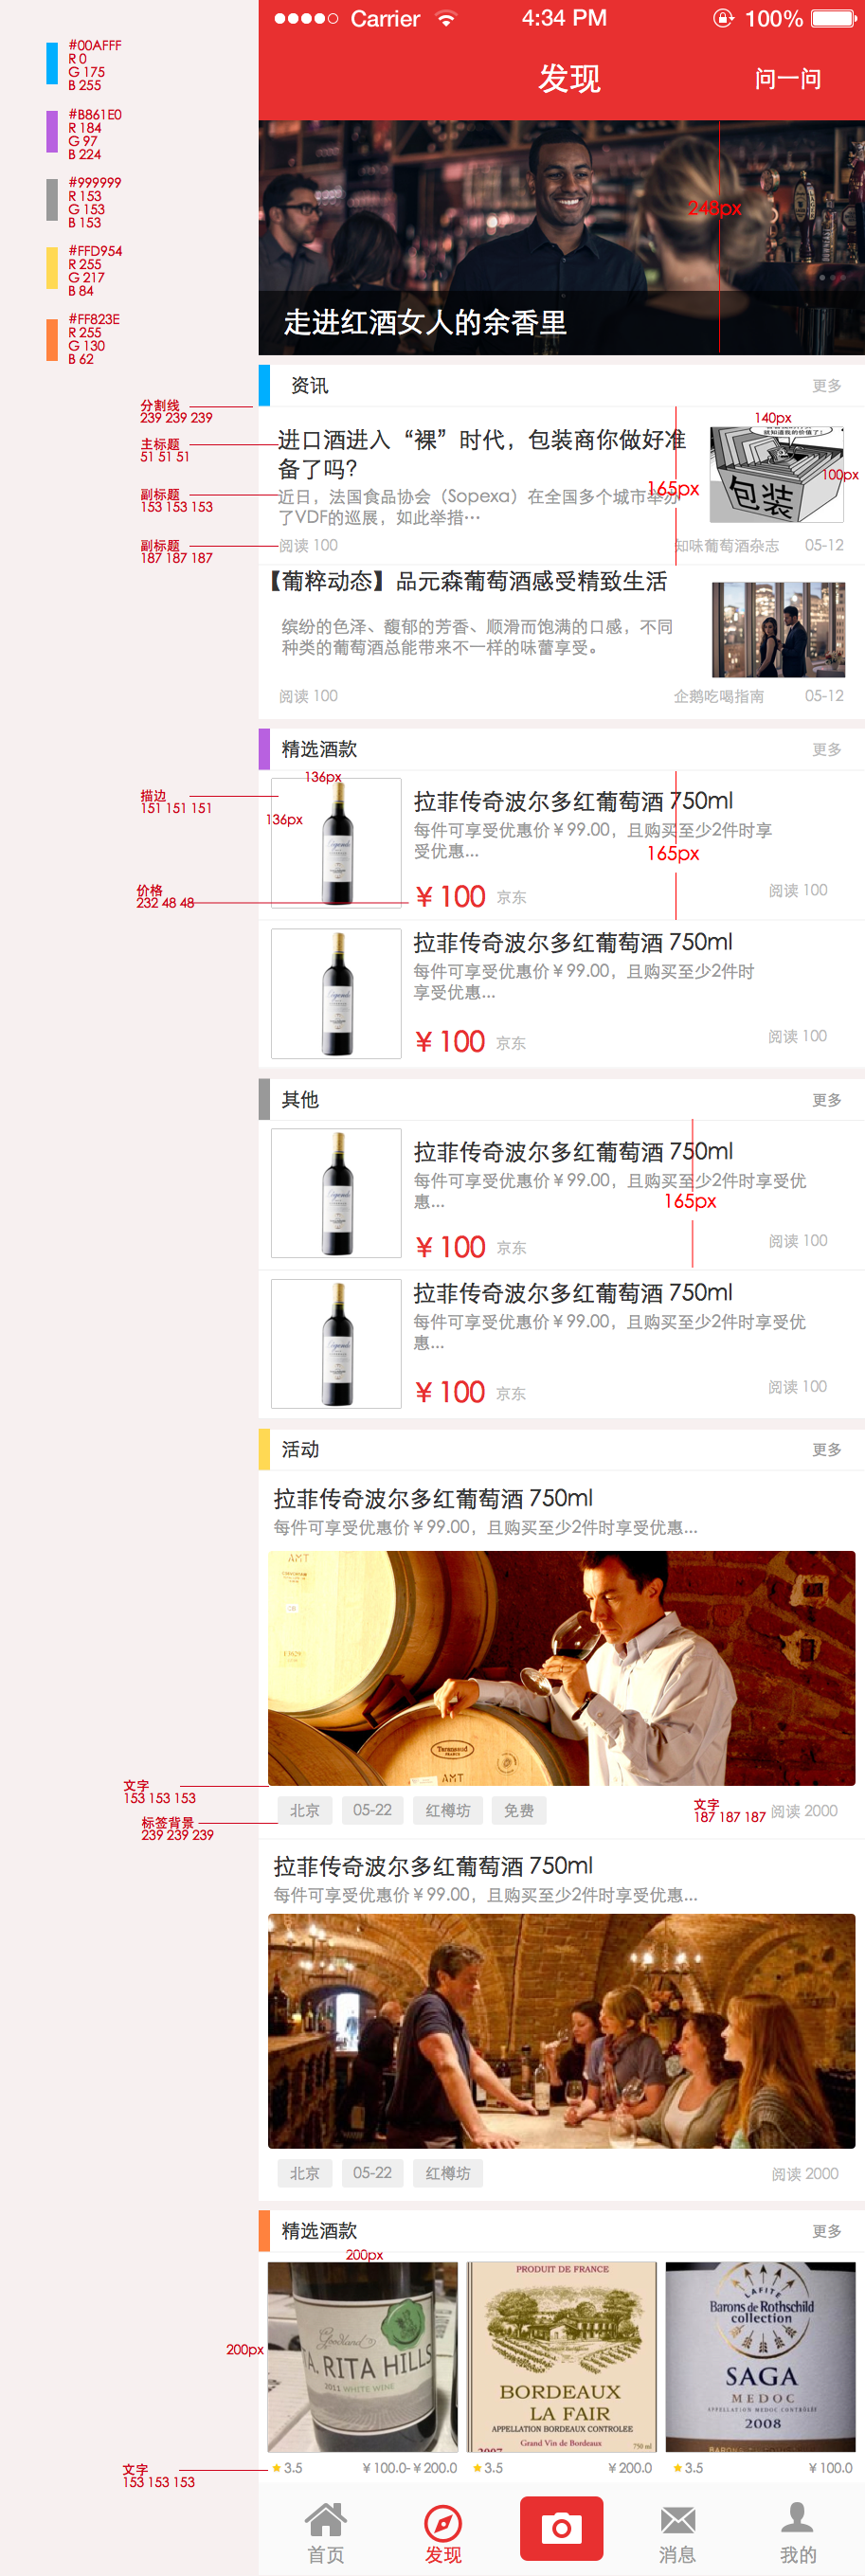 Carrier
4:34 PM
100%
发现
问一问
#00AFFF
R 0
G 175
B 255
#B861E0
R 184
G 97
B 224
#999999
R 153
G 153
B 153
#FFD954
R 255
G 217
B 84
#FF823E
R 255
G 130
B 62
248px
走进红酒女人的余香里
资讯
更多
分割线
239 239 239
主标题
51 51 51
副标题
153 153 153
副标题
187 187 187
进口酒进入“裸”时代，包装商你做好准
备了吗?
近日，法国食品协会（Sopexa）在全国多个城市举办
了VDF的巡展，如此举措…
140px
100px
165px
包装
阅读 100
知味葡萄酒杂志
05-12
【葡粹动态】品元森葡萄酒感受精致生活
缤纷的色泽、馥郁的芳香、顺滑而饱满的口感，不同
种类的葡萄酒总能带来不一样的味蕾享受。
阅读 100
企鹅吃喝指南
05-12
精选酒款
更多
描边
151 151 151
136px
136px
拉菲传奇波尔多红葡萄酒 750ml
每件可享受优惠价￥99.00，且购买至少2件时享
受优惠...
165px
价格
232 48 48
￥100 京东
阅读 100
拉菲传奇波尔多红葡萄酒 750ml
每件可享受优惠价￥99.00，且购买至少2件时
享受优惠...
￥100 京东
阅读 100
其他
更多
拉菲传奇波尔多红葡萄酒 750ml
每件可享受优惠价￥99.00，且购买至少2件时享受优
惠...
165px
￥100 京东
阅读 100
拉菲传奇波尔多红葡萄酒 750ml
每件可享受优惠价￥99.00，且购买至少2件时享受优
惠...
￥100 京东
阅读 100
活动
更多
拉菲传奇波尔多红葡萄酒 750ml
每件可享受优惠价￥99.00，且购买至少2件时享受优惠...
AMT
AMT
文字
153 153 153
标签背景
239 239 239
北京
05-22
红樽坊
免费
文字
187 187 187
阅读 2000
拉菲传奇波尔多红葡萄酒 750ml
每件可享受优惠价￥99.00，且购买至少2件时享受优惠...
北京
05-22
红樽坊
阅读 2000
精选酒款
更多
200px
200px
RITA HILLS
2011 WHITE WINE
PRODUIT DE FRANCE
BORDEAUX
LA FAIR
APPELLATION BORDEAUX CONTROLEE
Grand Vin de Bordeaux
750 ml
2007
LAFITE
Barons de Rothschild
collection
SAGA
MEDOC
APPELLATION MEDOC CONTRÔLÉE
2008
文字
153 153 153
3.5
￥100.0-￥200.0
3.5
￥200.0
3.5
￥100.0
首页
发现
消息
我的